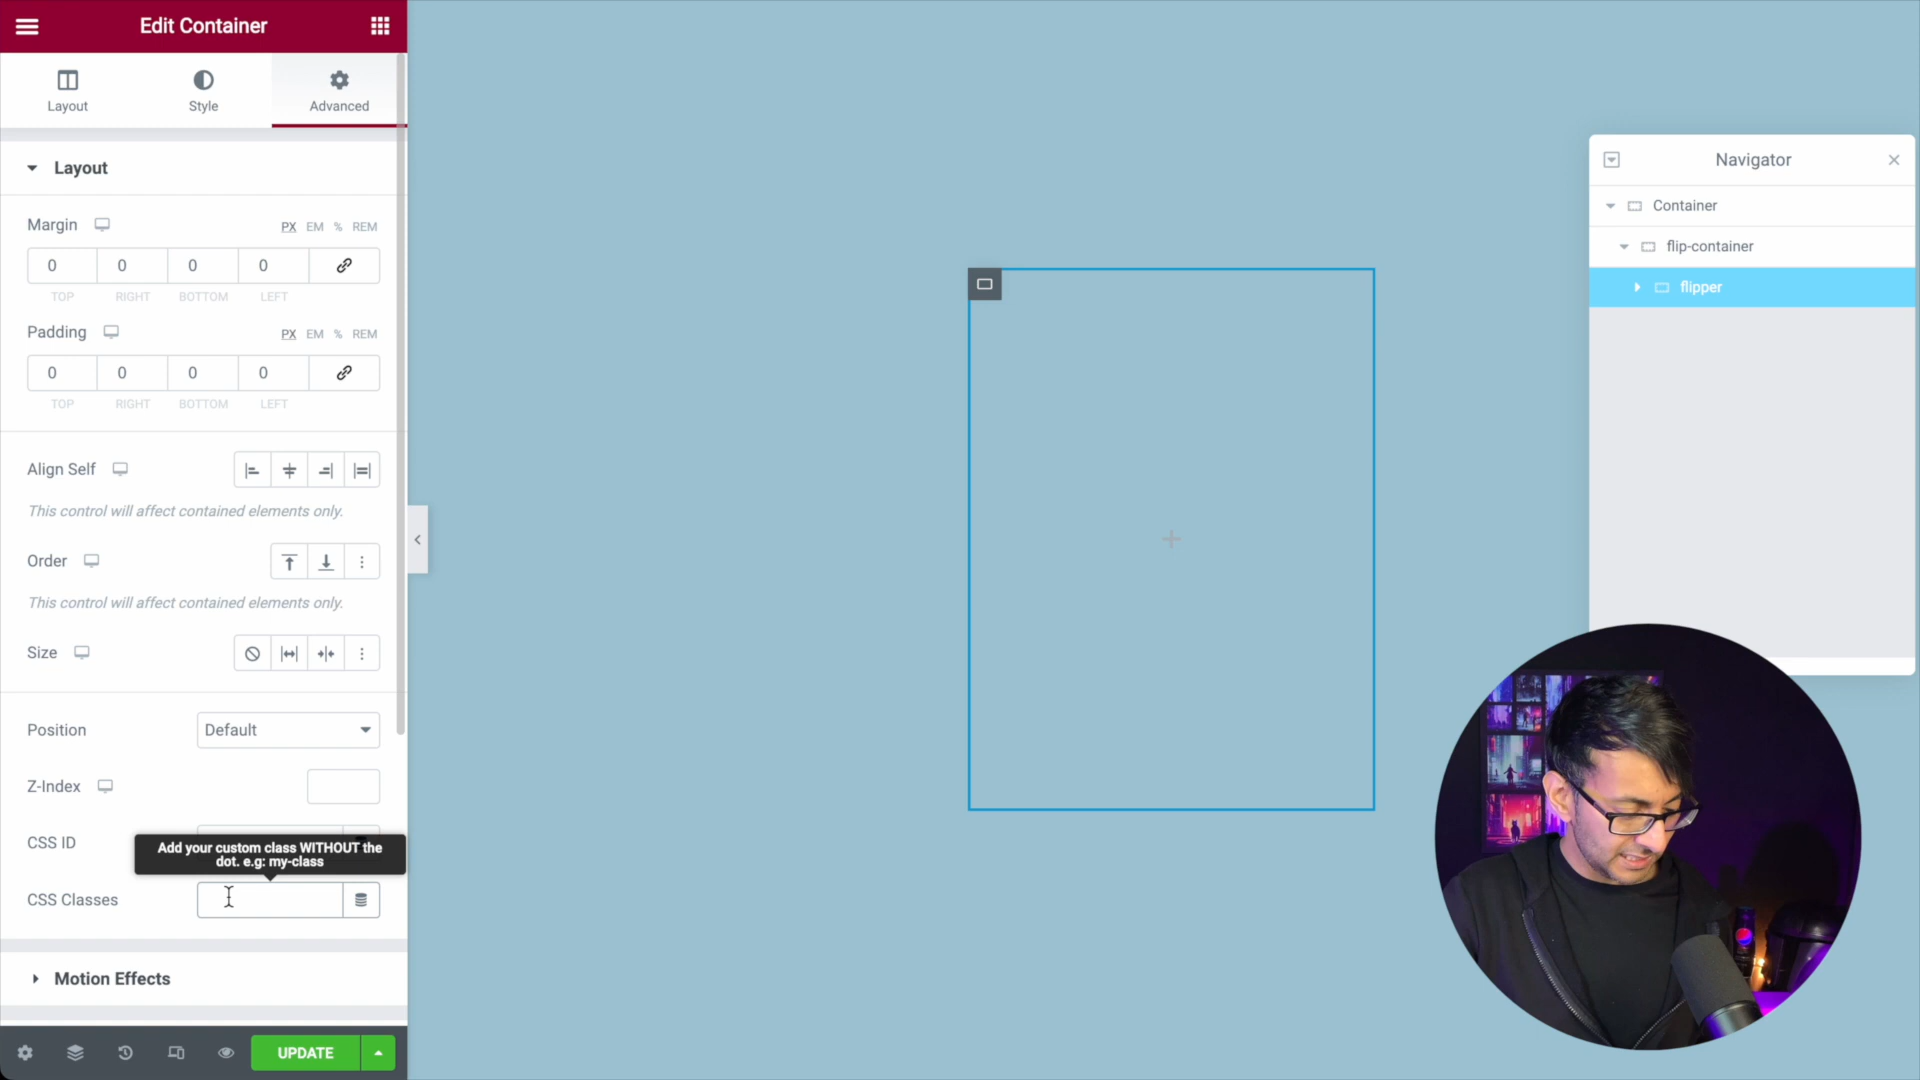 Edit Container
Layout
Style
Advanced
Layout
Margin
PX EM % REM
0 0 0 0
TOP RIGHT BOTTOM LEFT
Padding
PX EM % REM
0 0 0 0
TOP RIGHT BOTTOM LEFT
Align Self
This control will affect contained elements only.
Order
This control will affect contained elements only.
Size
Position
Default
Z-Index
CSS ID
Add your custom class WITHOUT the
dot. e.g: my-class
CSS Classes
Motion Effects
UPDATE
Navigator
Container
flip-container
flipper